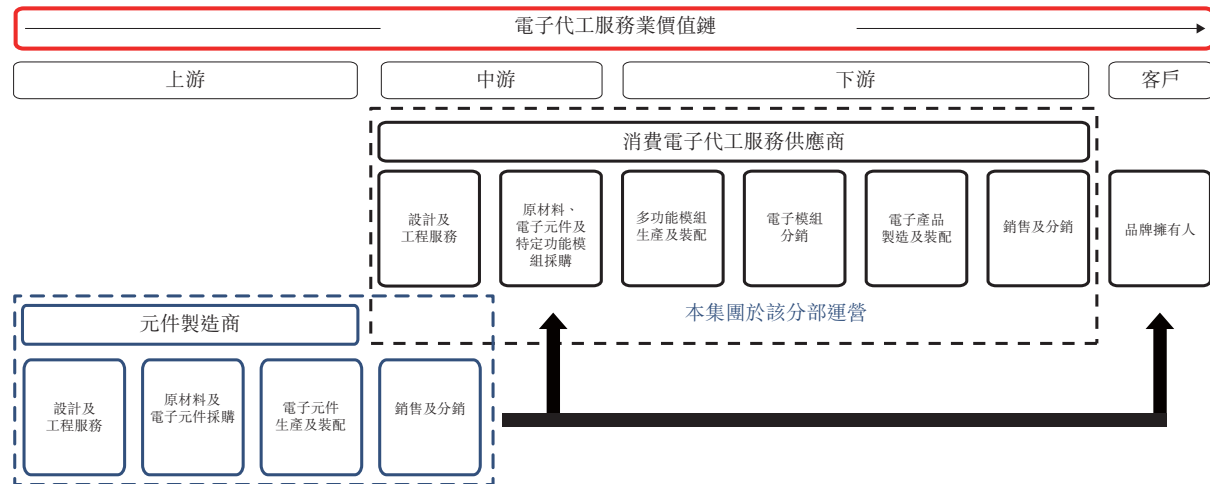 電子代工服務業價值鏈
上游
中游
下游
客戶
消費電子代工服務供應商
設計及
工程服務
原材料、
電子元件及
特定功能模
組採購
多功能模組
生產及裝配
電子模組
分銷
電子產品
製造及裝配
銷售及分銷
品牌擁有人
本集團於該分部運營
元件製造商
設計及
工程服務
原材料及
電子元件採購
電子元件
生產及裝配
銷售及分銷